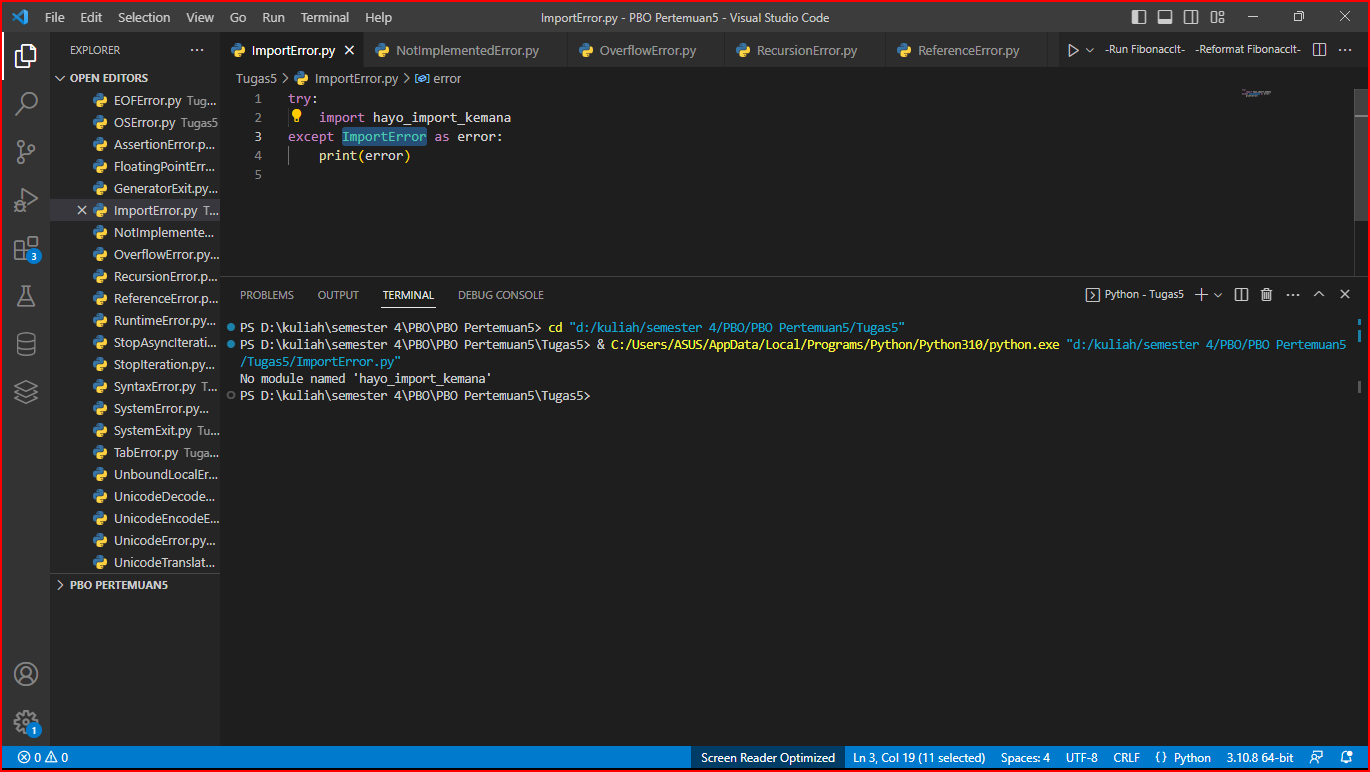 File Edit Selection View Go Run Terminal Help
ImportError.py - PBO Pertemuan5 - Visual Studio Code
EXPLORER
OPEN EDITORS
EOFError.py Tug...
OSError.py Tugas5
AssertionError.p...
FloatingPointErr...
GeneratorExit.py...
ImportError.py T...
NotImplemente...
OverflowError.py...
RecursionError.p...
ReferenceError.p...
RuntimeError.py...
StopAsyncIterati...
StopIteration.py...
SyntaxError.py T...
SystemError.py...
SystemExit.py Tu...
TabError.py Tuga...
UnboundLocalEr...
UnicodeDecode...
UnicodeEncodeE...
UnicodeError.py...
UnicodeTranslat...
PBO PERTEMUAN5
3
1
ImportError.py NotImplementedError.py OverflowError.py RecursionError.py ReferenceError.py
-Run FibonaccIt- -Reformat FibonaccIt-
Tugas5 > ImportError.py > error
1 try:
2 import hayo_import_kemana
3 except ImportError as error:
4 print(error)
5
PROBLEMS OUTPUT TERMINAL DEBUG CONSOLE
Python - Tugas5
PS D:\kuliah\semester 4\PBO\PBO Pertemuan5> cd "d:/kuliah/semester 4/PBO/PBO Pertemuan5/Tugas5"
PS D:\kuliah\semester 4\PBO\PBO Pertemuan5\Tugas5> & C:/Users/ASUS/AppData/Local/Programs/Python/Python310/python.exe "d:/kuliah/semester 4/PBO/PBO Pertemuan5
/Tugas5/ImportError.py"
No module named 'hayo_import_kemana'
PS D:\kuliah\semester 4\PBO\PBO Pertemuan5\Tugas5>
0 0
Screen Reader Optimized Ln 3, Col 19 (11 selected) Spaces: 4 UTF-8 CRLF {} Python 3.10.8 64-bit